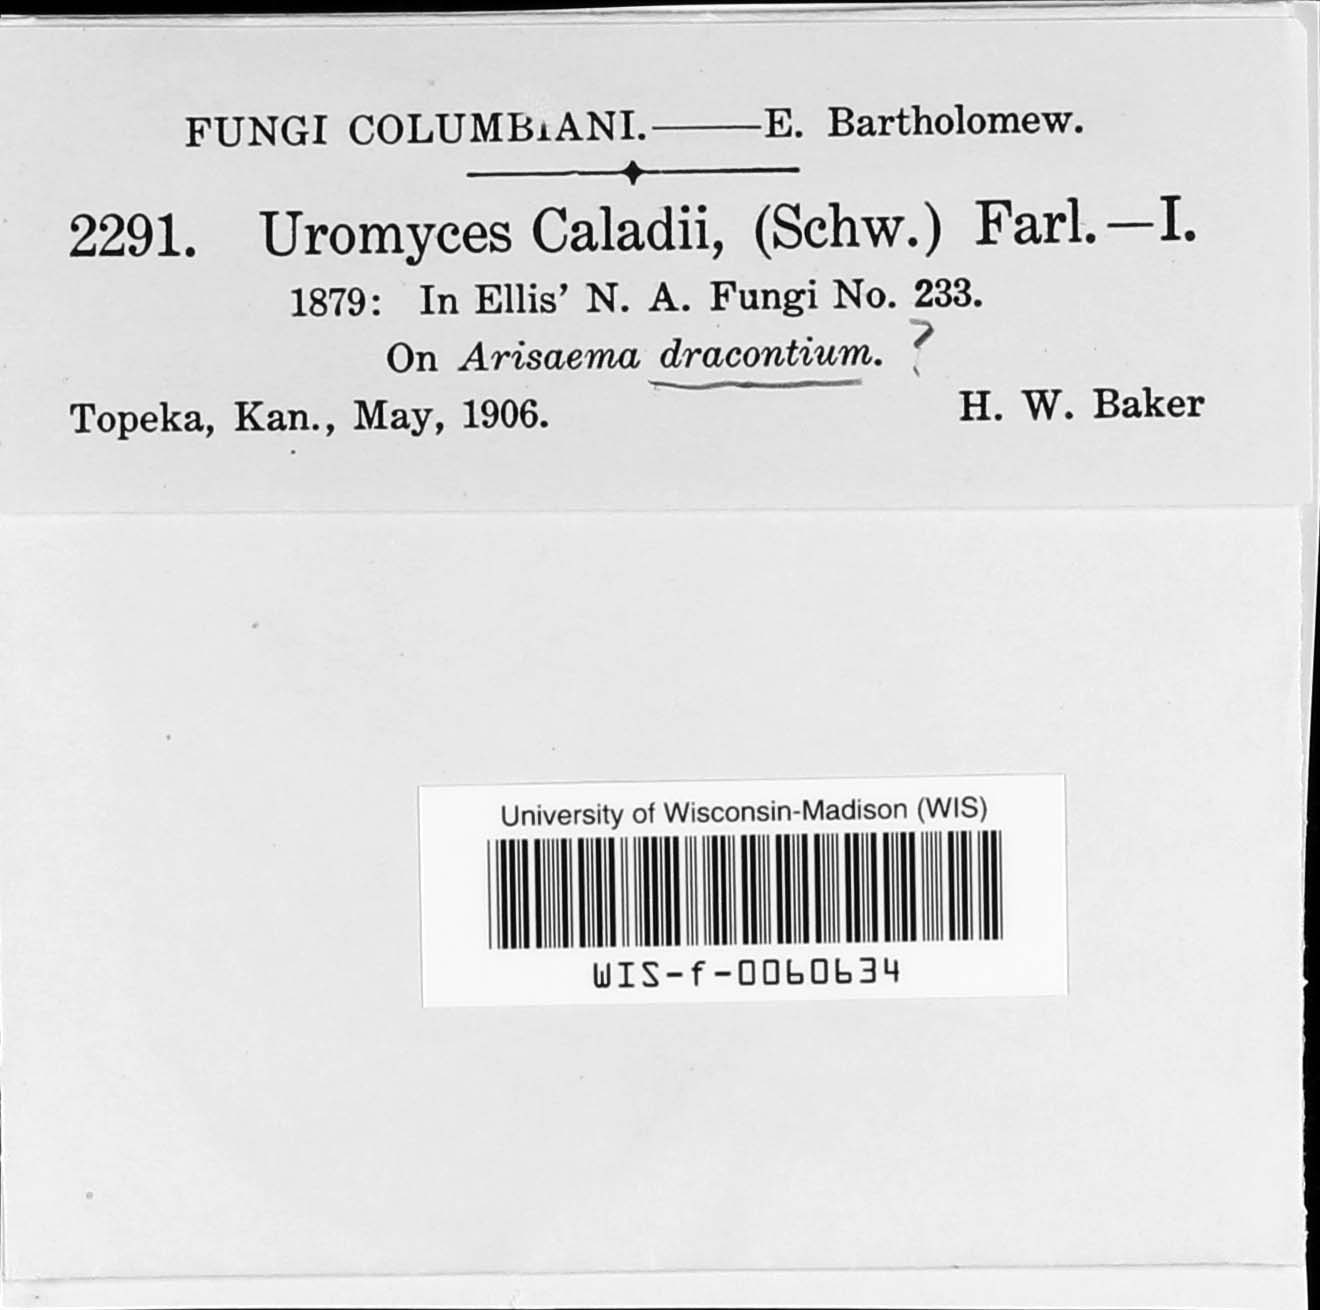 FUNGI COLUMBIANI.——E. Bartholomew.
2291. Uromyces Caladii, (Schw.) Farl.—I.
1879: In Ellis' N. A. Fungi No. 233.
On Arisaema dracontium. ?
Topeka, Kan., May, 1906. H. W. Baker
University of Wisconsin-Madison (WIS)
WIS-f-0060634